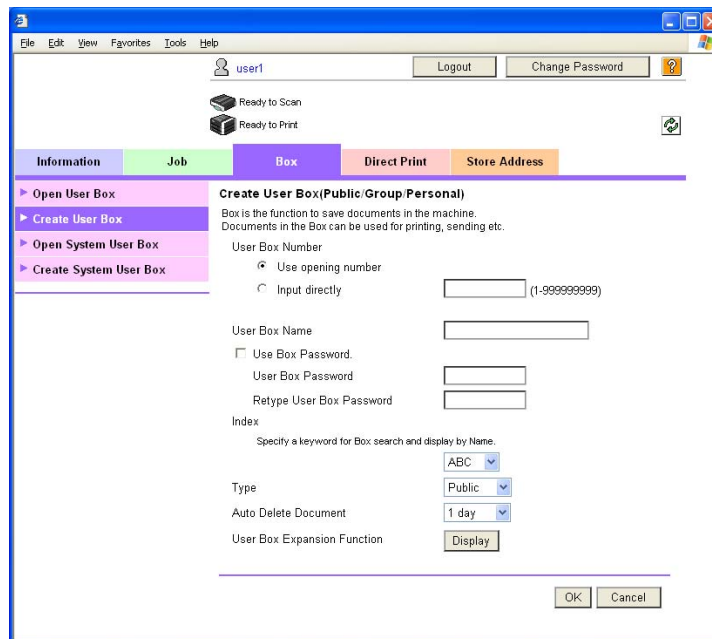 File Edit View Favorites Tools Help
user1 Logout Change Password ?
Ready to Scan
Ready to Print
Information Job Box Direct Print Store Address
Open User Box
Create User Box
Open System User Box
Create System User Box
Create User Box(Public/Group/Personal)
Box is the function to save documents in the machine.
Documents in the Box can be used for printing, sending etc.
User Box Number
Use opening number
Input directly (1-999999999)
User Box Name
Use Box Password.
User Box Password
Retype User Box Password
Index
Specify a keyword for Box search and display by Name.
ABC
Type Public
Auto Delete Document 1 day
User Box Expansion Function Display
OK Cancel